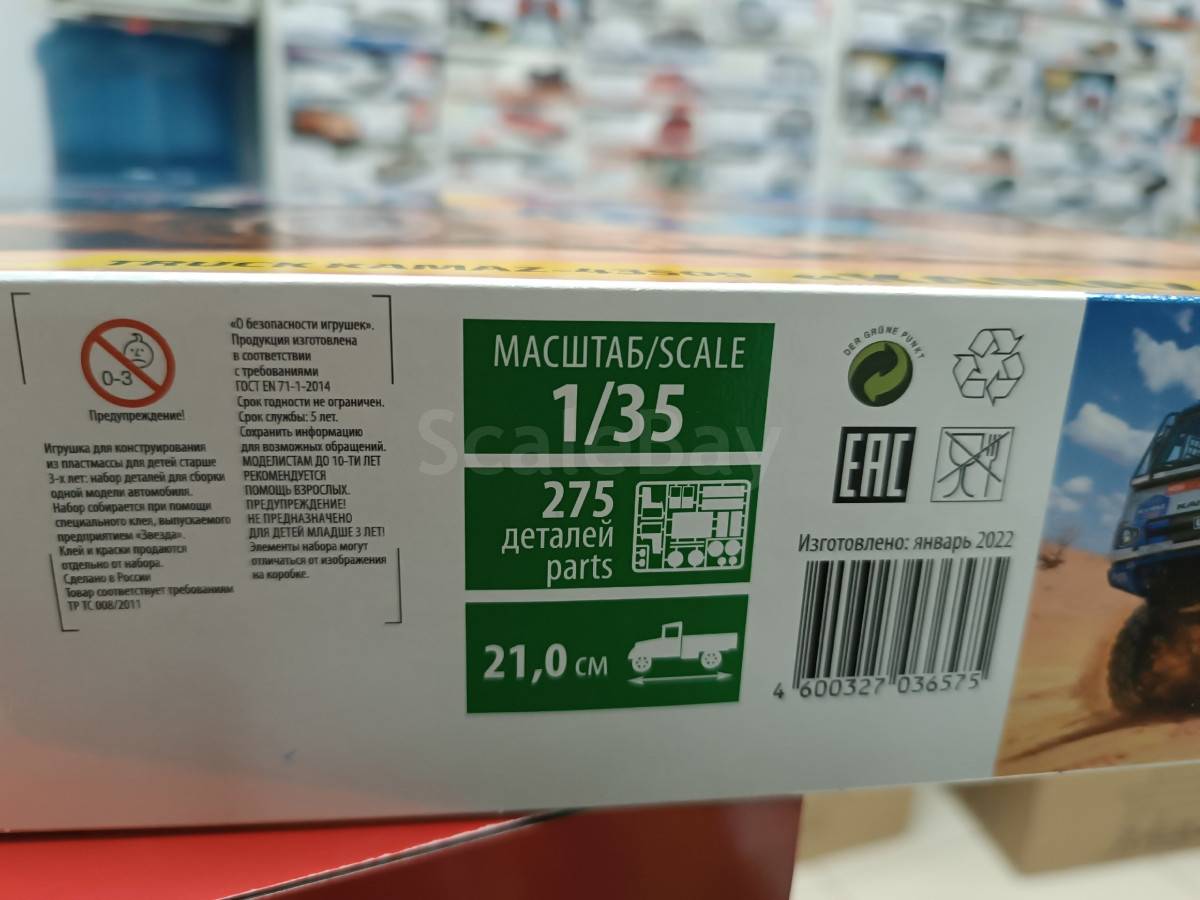 TRUCK KAMAZ-43509
0-3
Предупреждение!
Игрушка для конструирования
из пластмассы для детей старше
3-х лет: набор деталей для сборки
одной модели автомобиля.
Набор собирается при помощи
специального клея, выпускаемого
предприятием «Звезда».
Клей и краски продаются
отдельно от набора.
Сделано в России
Товар соответствует требованиям
ТР ТС 008/2011
«О безопасности игрушек».
Продукция изготовлена
в соответствии
с требованиями
ГОСТ EN 71-1-2014
Срок годности не ограничен.
Срок службы: 5 лет.
Сохранить информацию
для возможных обращений.
МОДЕЛИСТАМ ДО 10-ТИ ЛЕТ
РЕКОМЕНДУЕТСЯ
ПОМОЩЬ ВЗРОСЛЫХ.
ПРЕДУПРЕЖДЕНИЕ!
НЕ ПРЕДНАЗНАЧЕНО
ДЛЯ ДЕТЕЙ МЛАДШЕ 3 ЛЕТ!
Элементы набора могут
отличаться от изображения
на коробке.
МАСШТАБ/SCALE
1/35
275
деталей
parts
21,0 см
DER GRÜNE PUNKT
EAC
Изготовлено: январь 2022
4 600327 036575
ScaleBay